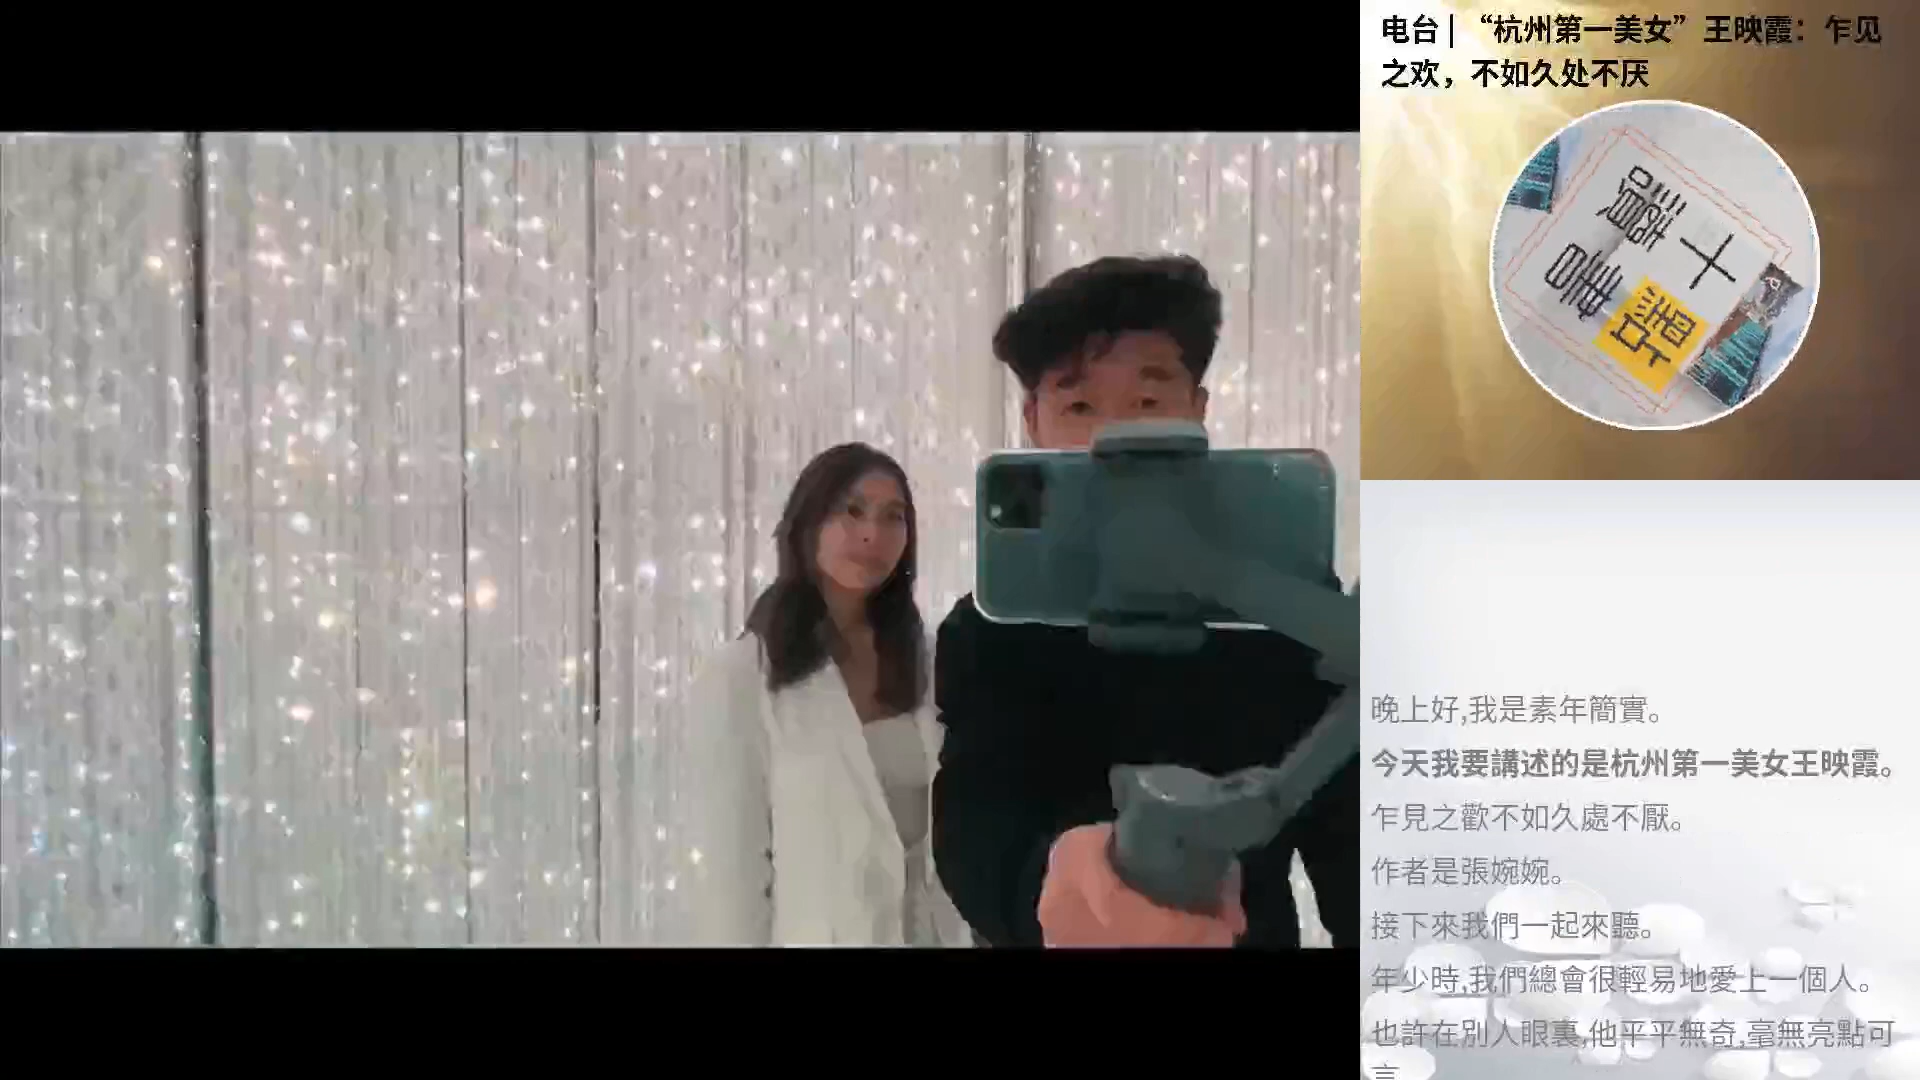 电台 | “杭州第一美女”王映霞：乍见
之欢，不如久处不厌
十
點
讀書
晚上好,我是素年簡實。
今天我要講述的是杭州第一美女王映霞。
乍見之歡不如久處不厭。
作者是張婉婉。
接下來我們一起來聽。
年少時,我們總會很輕易地愛上一個人。
也許在別人眼裏,他平平無奇,毫無亮點可
言